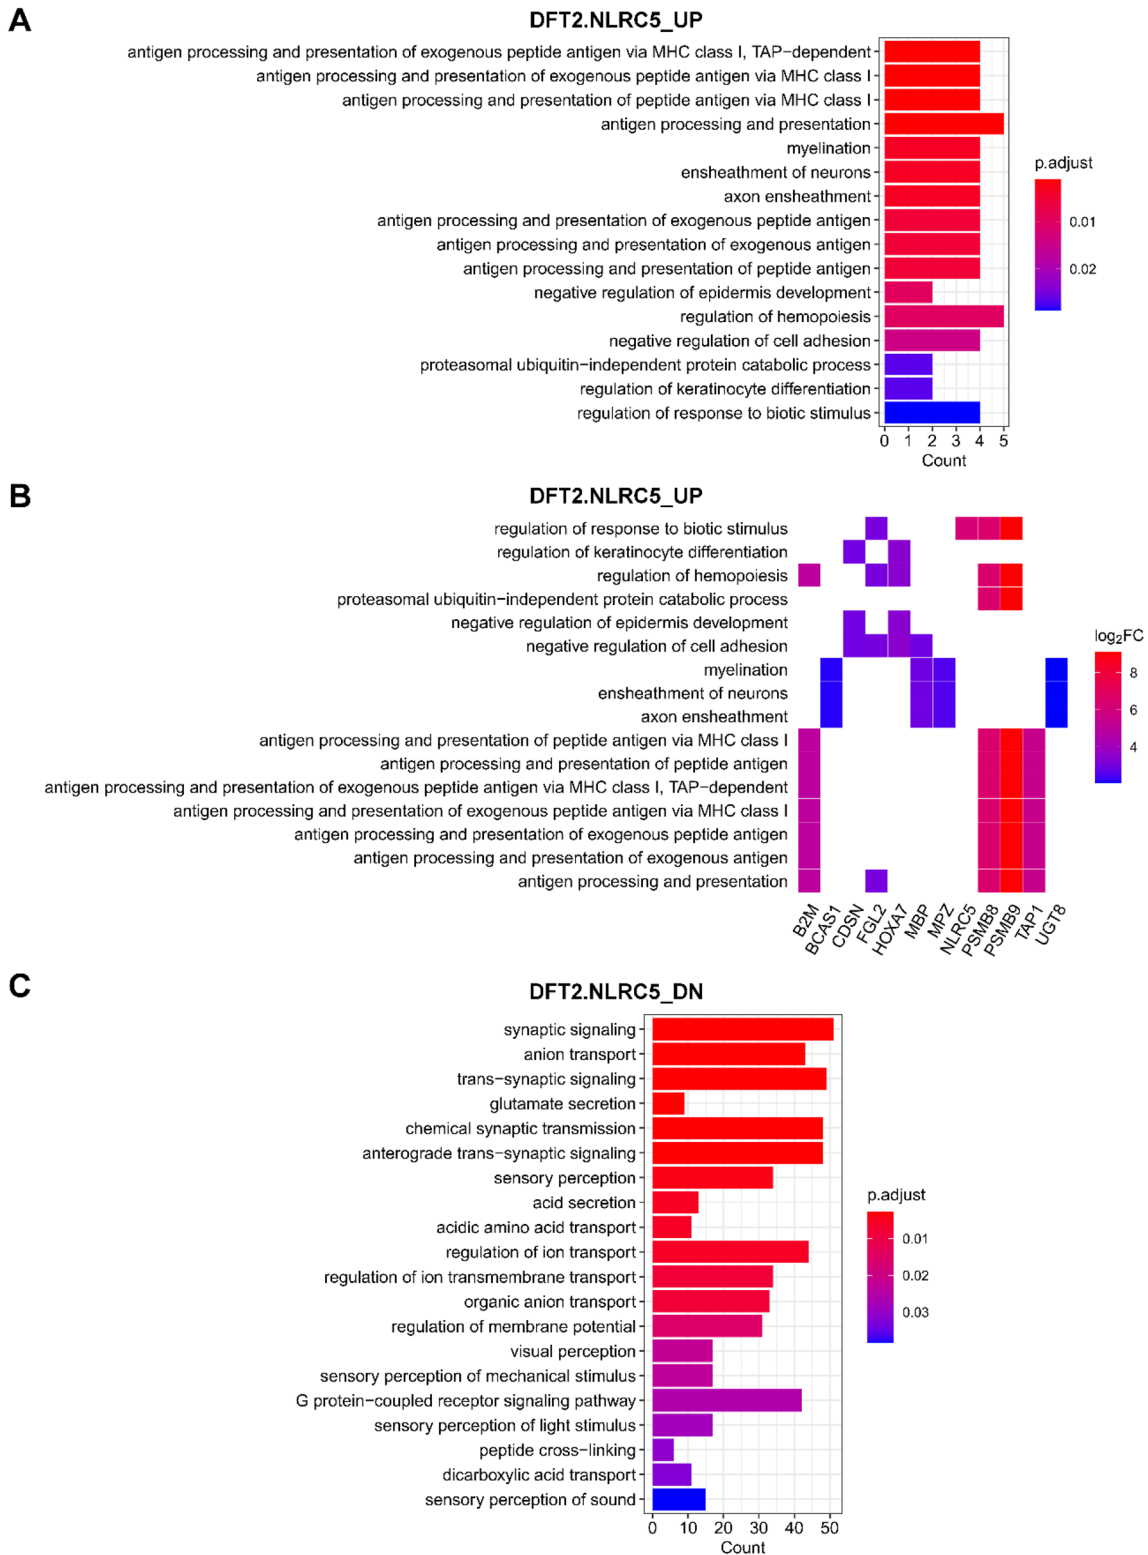 A
DFT2.NLRC5_UP
antigen processing and presentation of exogenous peptide antigen via MHC class I, TAP−dependent
antigen processing and presentation of exogenous peptide antigen via MHC class I
antigen processing and presentation of peptide antigen via MHC class I
antigen processing and presentation
myelination
ensheathment of neurons
axon ensheathment
antigen processing and presentation of exogenous peptide antigen
antigen processing and presentation of exogenous antigen
antigen processing and presentation of peptide antigen
negative regulation of epidermis development
regulation of hemopoiesis
negative regulation of cell adhesion
proteasomal ubiquitin−independent protein catabolic process
regulation of keratinocyte differentiation
regulation of response to biotic stimulus
0 1 2 3 4 5
Count
p.adjust
0.01
0.02
B
DFT2.NLRC5_UP
regulation of response to biotic stimulus
regulation of keratinocyte differentiation
regulation of hemopoiesis
proteasomal ubiquitin−independent protein catabolic process
negative regulation of epidermis development
negative regulation of cell adhesion
myelination
ensheathment of neurons
axon ensheathment
antigen processing and presentation of peptide antigen via MHC class I
antigen processing and presentation of peptide antigen
antigen processing and presentation of exogenous peptide antigen via MHC class I, TAP−dependent
antigen processing and presentation of exogenous peptide antigen via MHC class I
antigen processing and presentation of exogenous peptide antigen
antigen processing and presentation of exogenous antigen
antigen processing and presentation
B2M BCAS1 CDSN FGL2 HOXA7 MBP MPZ NLRC5 PSMB8 PSMB9 TAP1 UGT8
log₂FC
8
6
4
C
DFT2.NLRC5_DN
synaptic signaling
anion transport
trans−synaptic signaling
glutamate secretion
chemical synaptic transmission
anterograde trans−synaptic signaling
sensory perception
acid secretion
acidic amino acid transport
regulation of ion transport
regulation of ion transmembrane transport
organic anion transport
regulation of membrane potential
visual perception
sensory perception of mechanical stimulus
G protein−coupled receptor signaling pathway
sensory perception of light stimulus
peptide cross−linking
dicarboxylic acid transport
sensory perception of sound
0 10 20 30 40 50
Count
p.adjust
0.01
0.02
0.03